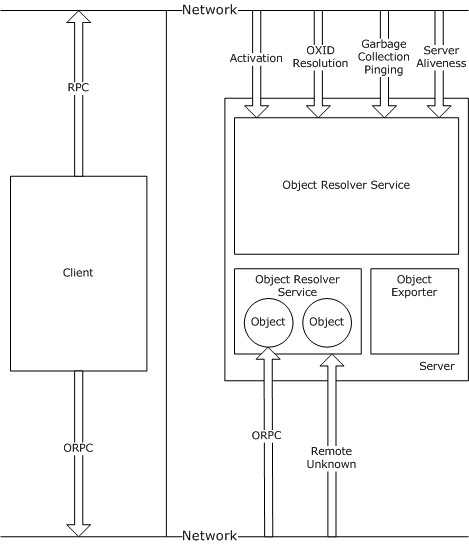 Network
Activation
OXID
Resolution
Garbage
Collection
Pinging
Server
Aliveness
RPC
Object Resolver Service
Client
Object Resolver
Service
Object
Exporter
Object
Object
Server
ORPC
ORPC
Remote
Unknown
Network